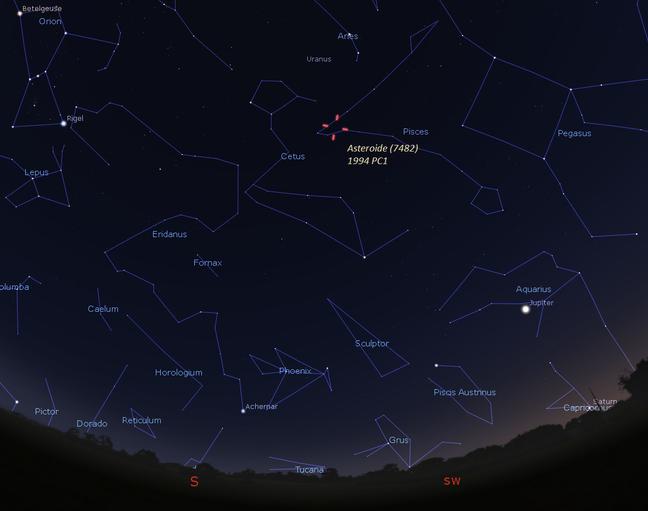 Betelgeuse
Orion
Aries
Uranus
Rigel
Pisces
Pegasus
Asteroide (7482)
1994 PC1
Cetus
Lepus
Eridanus
Fornax
Aquarius
Jupiter
olumba
Caelum
Sculptor
Horologium
Phoenix
Piscis Austrinus
Saturn
Capricornus
Pictor
Achernar
Dorado
Reticulum
Grus
Tucana
S
SW